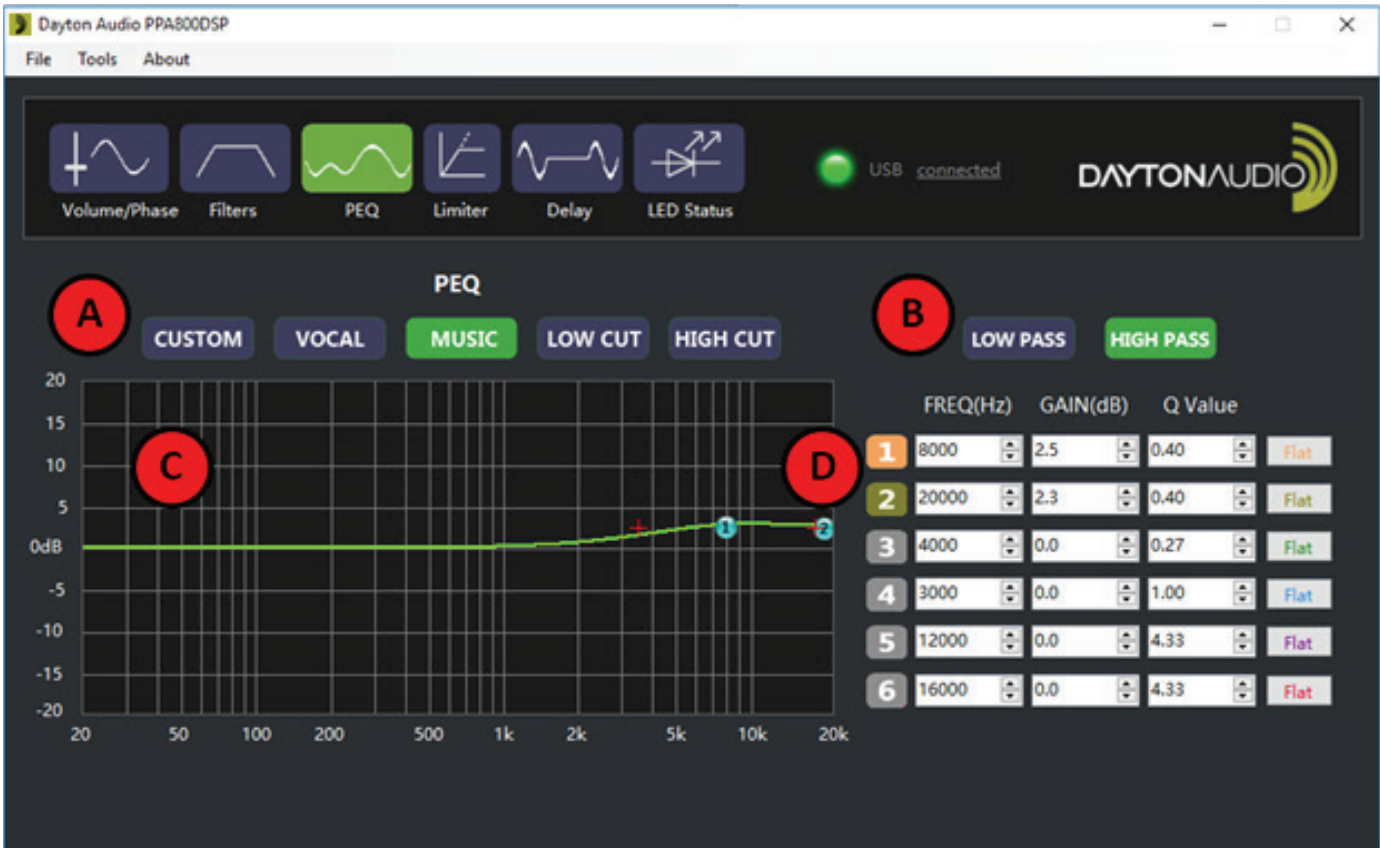 Dayton Audio PPA800DSP
File Tools About
Volume/Phase Filters PEQ Limiter Delay LED Status
USB connected
DAYTONAUDIO
PEQ
A
CUSTOM VOCAL MUSIC LOW CUT HIGH CUT
B
LOW PASS HIGH PASS
20
15
10
5
0dB
-5
-10
-15
-20
20 50 100 200 500 1k 2k 5k 10k 20k
C
D
1 2
FREQ(Hz) GAIN(dB) Q Value
1 8000 2.5 0.40 Flat
2 20000 2.3 0.40 Flat
3 4000 0.0 0.27 Flat
4 3000 0.0 1.00 Flat
5 12000 0.0 4.33 Flat
6 16000 0.0 4.33 Flat